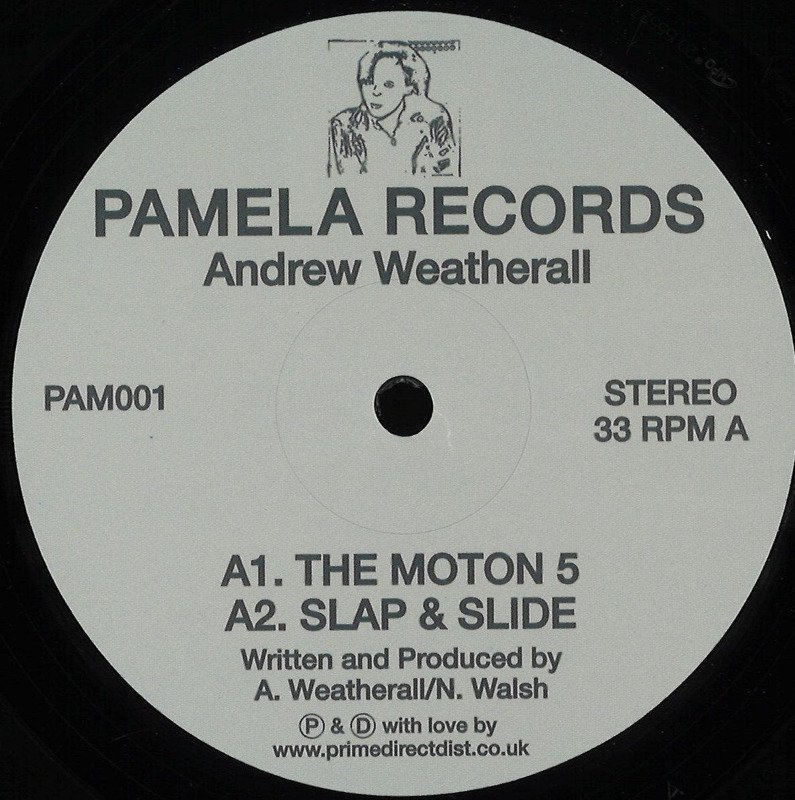 PAMELA RECORDS
Andrew Weatherall
PAM001
STEREO
33 RPM A
A1. THE MOTON 5
A2. SLAP & SLIDE
Written and Produced by
A. Weatherall/N. Walsh
Ⓟ & Ⓓ with love by
www.primedirectdist.co.uk